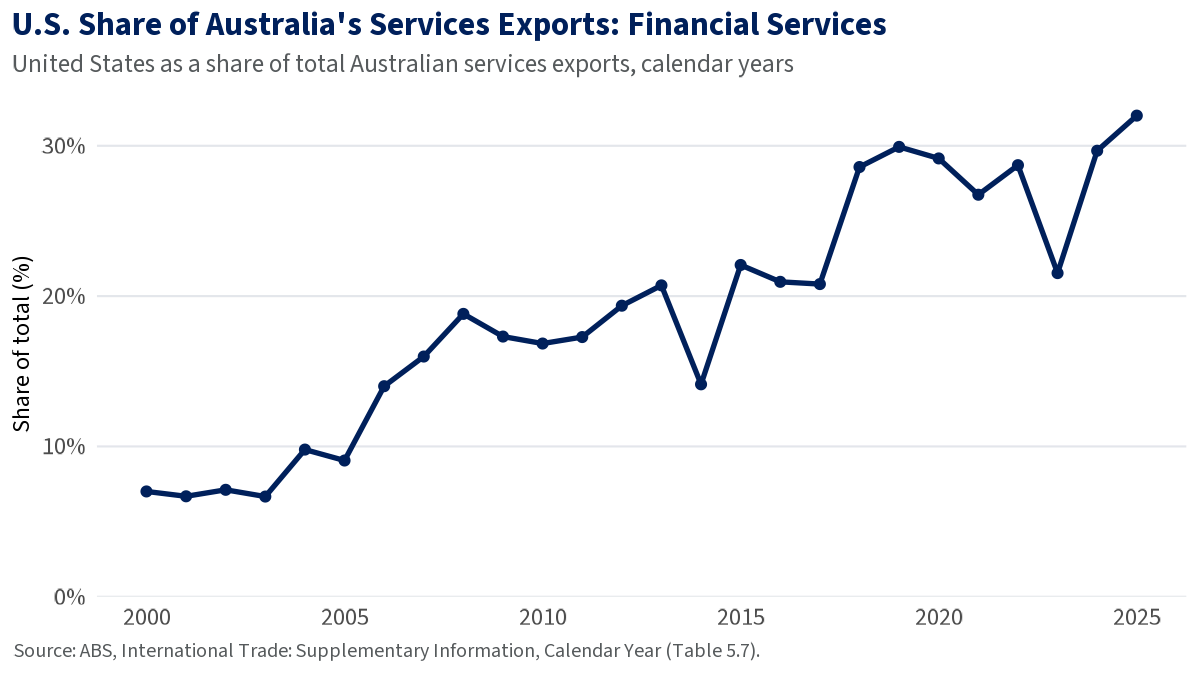 U.S. Share of Australia's Services Exports: Financial Services
United States as a share of total Australian services exports, calendar years
Share of total (%)
30%
20%
10%
0%
2000 2005 2010 2015 2020 2025
Source: ABS, International Trade: Supplementary Information, Calendar Year (Table 5.7).